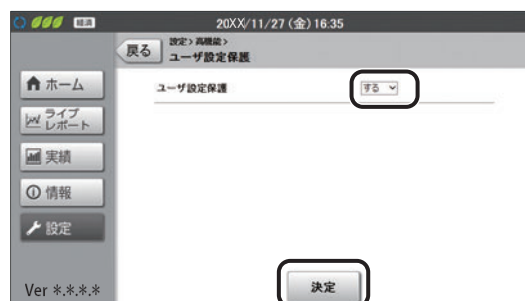 経済
20XX/11/27 (金) 16:35
戻る
設定>高機能>
ユーザ設定保護
ホーム
ライブ
レポート
実績
情報
設定
Ver *.*.*.*
ユーザ設定保護
する
決定